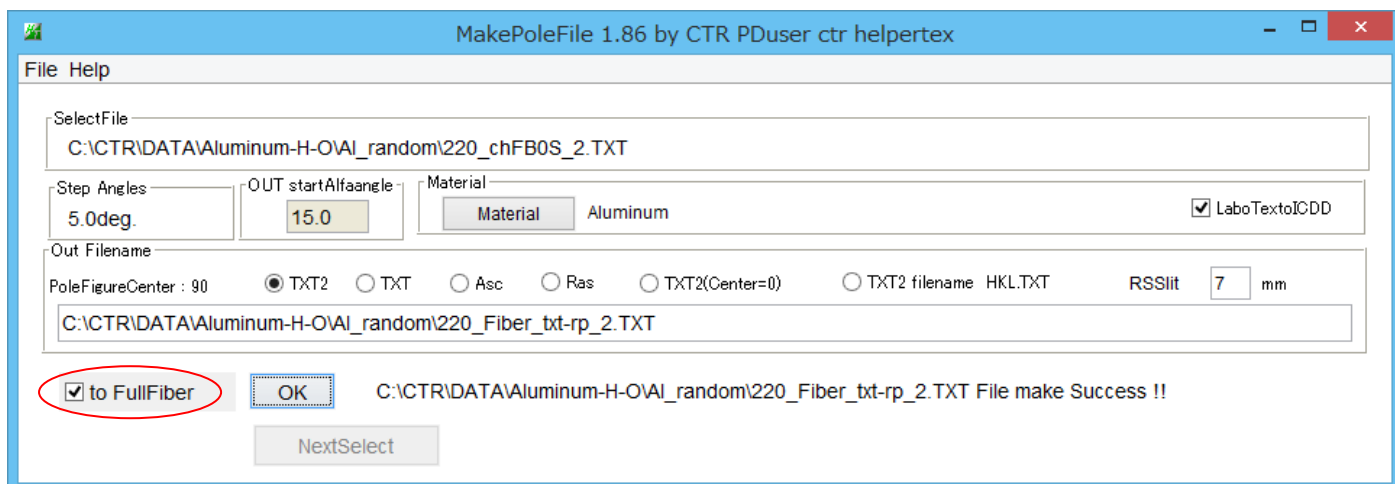 MakePoleFile 1.86 by CTR PDuser ctr helpertex
File Help
SelectFile
C:\CTR\DATA\Aluminum-H-O\Al_random\220_chFB0S_2.TXT
Step Angles OUT startAlfaangle Material
5.0deg. 15.0 Material Aluminum LaboTextoICDD
Out Filename
PoleFigureCenter : 90 TXT2 TXT Asc Ras TXT2(Center=0) TXT2 filename HKL.TXT RSSlit 7 mm
C:\CTR\DATA\Aluminum-H-O\Al_random\220_Fiber_txt-rp_2.TXT
to FullFiber OK C:\CTR\DATA\Aluminum-H-O\Al_random\220_Fiber_txt-rp_2.TXT File make Success !!
NextSelect